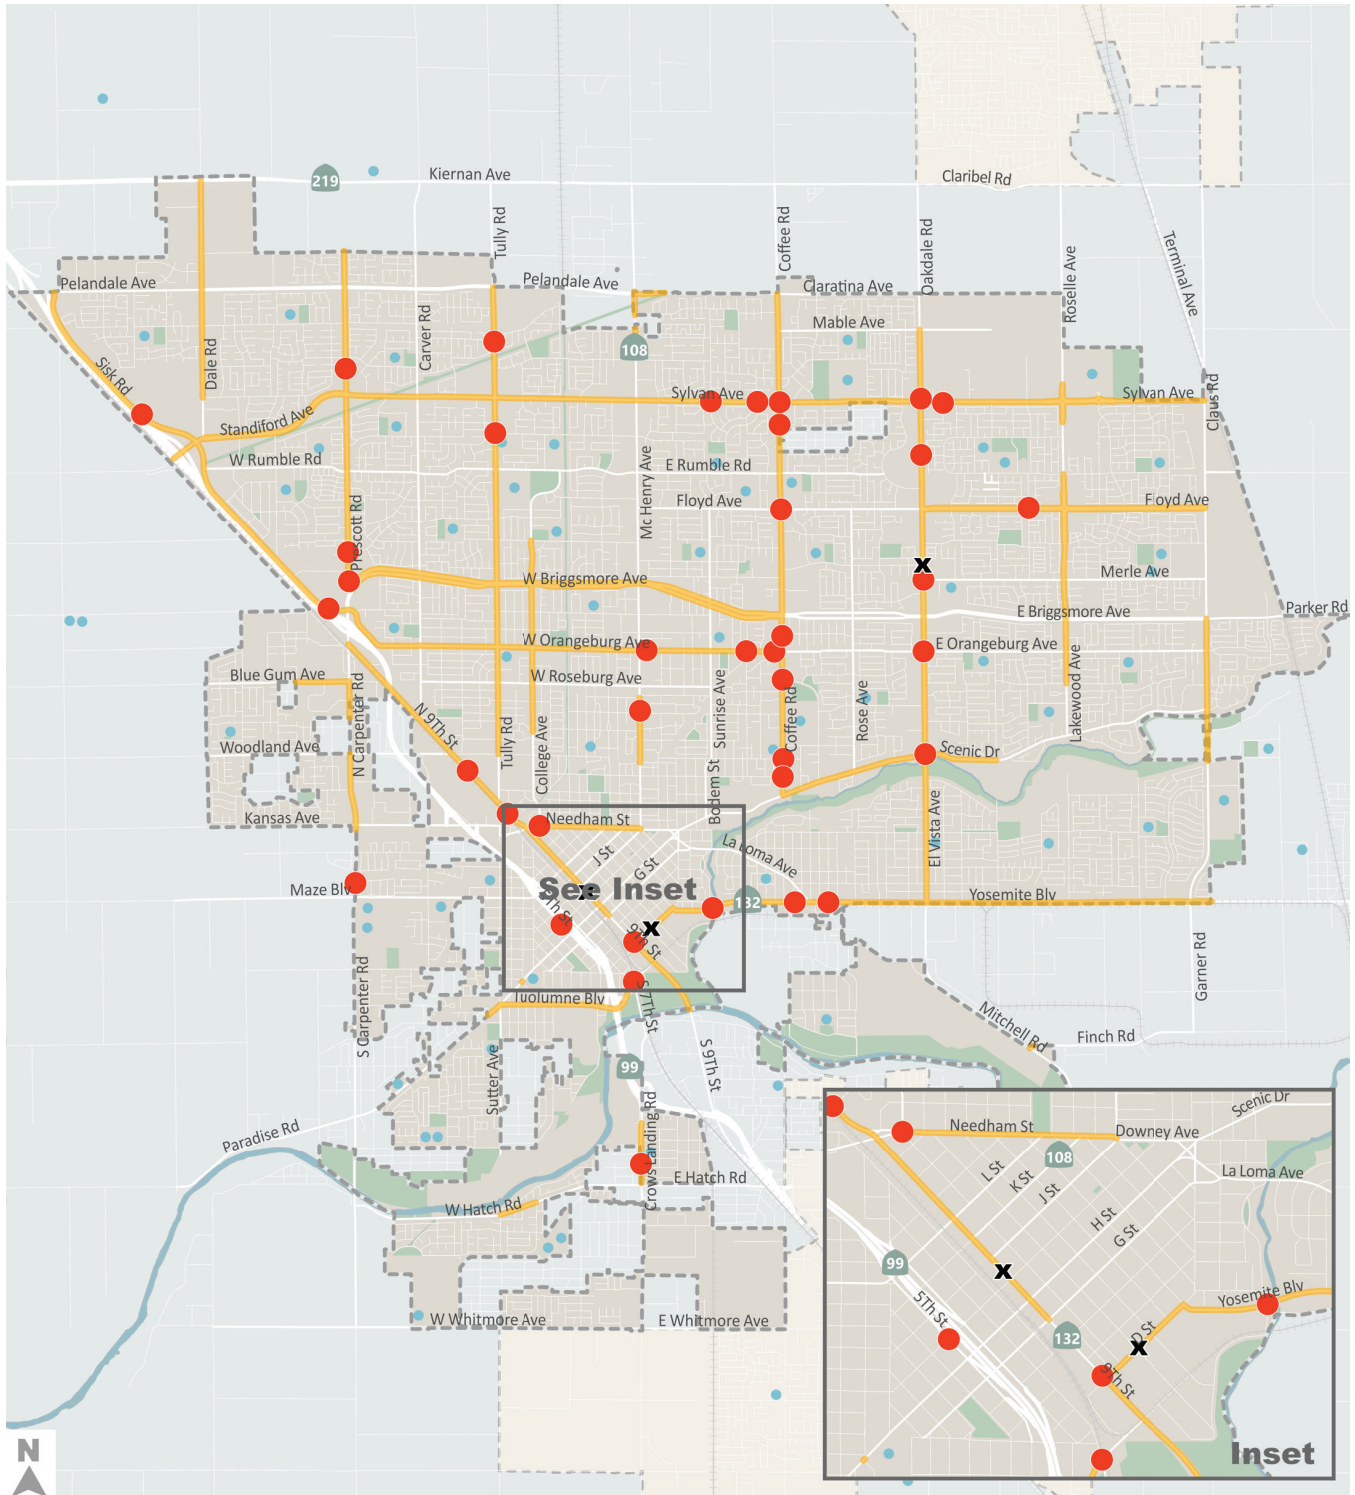 219
Kiernan Ave
Claribel Rd
Tully Rd
Coffee Rd
Oakdale Rd
Roselle Ave
Terminal Ave
Pelandale Ave
Pelandale Ave
Claratina Ave
Mable Ave
Carver Rd
Dale Rd
108
Sisk Rd
Sylvan Ave
Sylvan Ave
Claus Rd
Standiford Ave
W Rumble Rd
E Rumble Rd
Mc Henry Ave
Floyd Ave
Floyd Ave
Prescott Rd
W Briggsmore Ave
Merle Ave
E Briggsmore Ave
Parker Rd
W Orangeburg Ave
E Orangeburg Ave
Blue Gum Ave
W Roseburg Ave
N Carpenter Rd
N 9Th St
Tully Rd
College Ave
Sunrise Ave
Coffee Rd
Rose Ave
Lakewood Ave
Woodland Ave
Scenic Dr
Bodem St
Kansas Ave
Needham St
La Loma Ave
El Vista Ave
J St
G St
See Inset
Maze Blv
5Th St
132
Yosemite Blv
9Th St
S Carpenter Rd
Tuolumne Blv
S 7Th St
Garner Rd
Mitchell Rd
Finch Rd
S 9Th St
99
Sutter Ave
Paradise Rd
Crows Landing Rd
E Hatch Rd
W Hatch Rd
W Whitmore Ave
E Whitmore Ave
Scenic Dr
Needham St
Downey Ave
108
La Loma Ave
L St
K St
J St
H St
G St
99
5Th St
Yosemite Blv
132
D St
9Th St
Inset
N